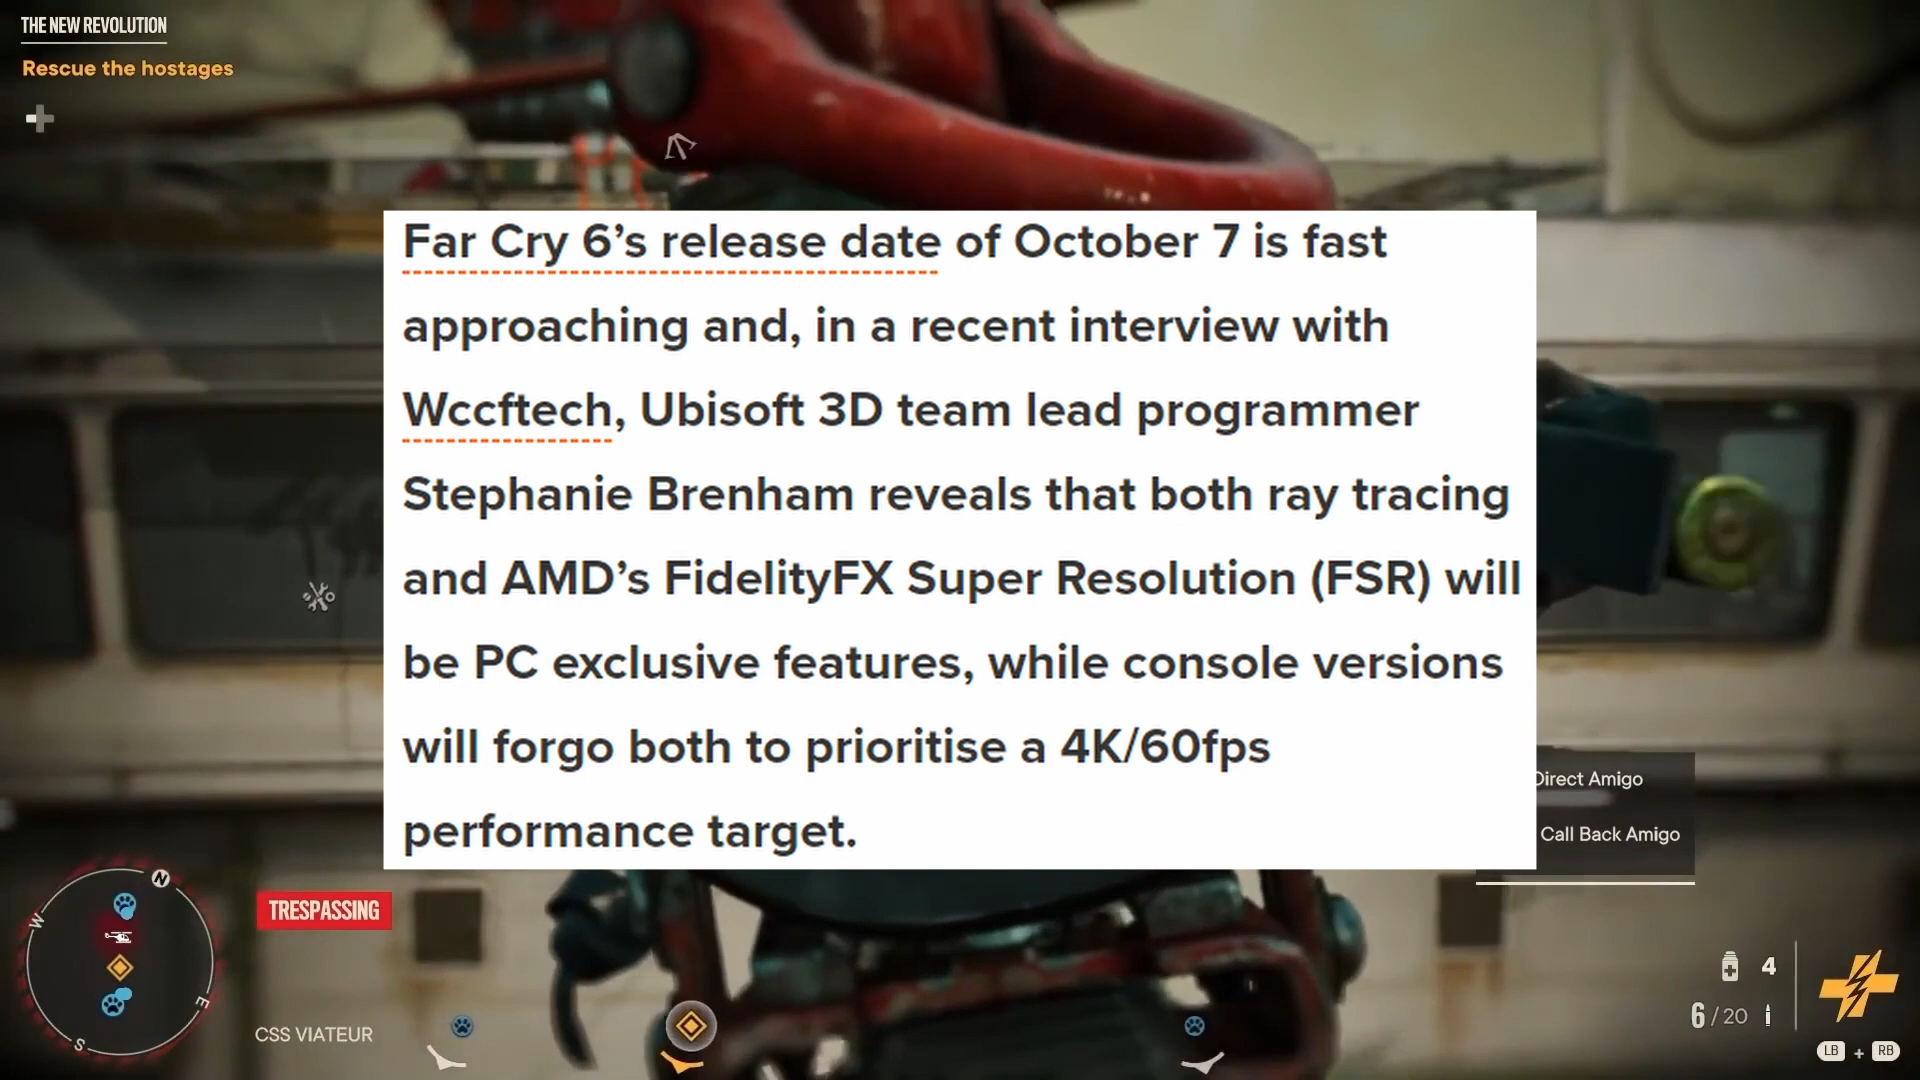 THE NEW REVOLUTION
Rescue the hostages
Far Cry 6’s release date of October 7 is fast
approaching and, in a recent interview with
Wccftech, Ubisoft 3D team lead programmer
Stephanie Brenham reveals that both ray tracing
and AMD’s FidelityFX Super Resolution (FSR) will
be PC exclusive features, while console versions
will forgo both to prioritise a 4K/60fps
performance target.
Direct Amigo
Call Back Amigo
N
W
E
S
TRESPASSING
CSS VIATEUR
4
6/20
LB + RB